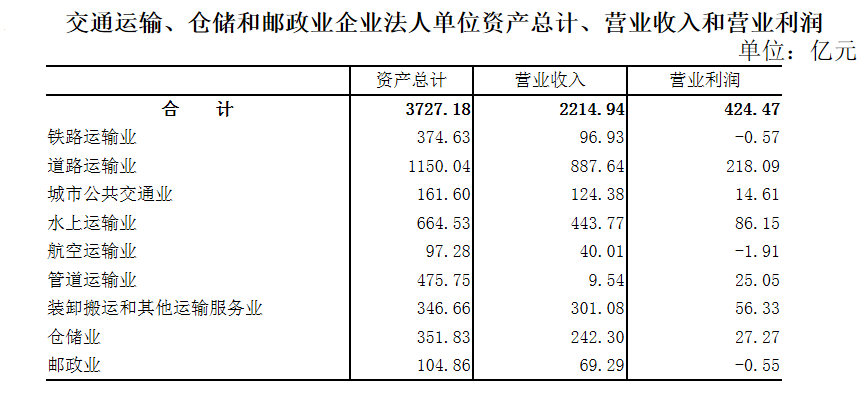 交通运输、仓储和邮政业企业法人单位资产总计、营业收入和营业利润
单位：亿元
资产总计 营业收入 营业利润
合 计 3727.18 2214.94 424.47
铁路运输业 374.63 96.93 -0.57
道路运输业 1150.04 887.64 218.09
城市公共交通业 161.60 124.38 14.61
水上运输业 664.53 443.77 86.15
航空运输业 97.28 40.01 -1.91
管道运输业 475.75 9.54 25.05
装卸搬运和其他运输服务业 346.66 301.08 56.33
仓储业 351.83 242.30 27.27
邮政业 104.86 69.29 -0.55